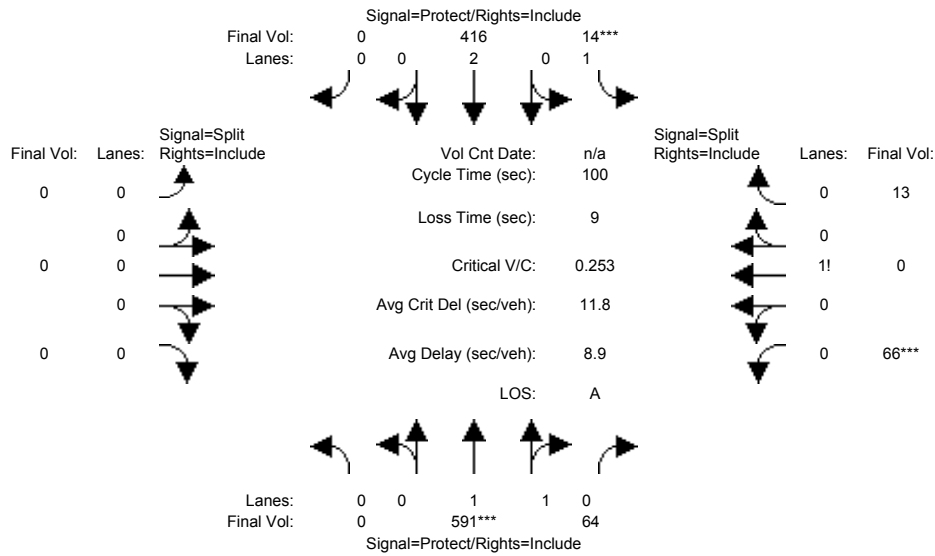 Signal=Protect/Rights=Include
Final Vol: 0 416 14***
Lanes: 0 0 2 0 1
Signal=Split
Final Vol: Lanes: Rights=Include
Vol Cnt Date: n/a
Signal=Split
Rights=Include Lanes: Final Vol:
Cycle Time (sec): 100
0 0
0 13
Loss Time (sec): 9
0
0
0 0
Critical V/C: 0.253
1! 0
0
Avg Crit Del (sec/veh): 11.8
0
0 0
Avg Delay (sec/veh): 8.9
0 66***
LOS: A
Lanes: 0 0 1 1 0
Final Vol: 0 591*** 64
Signal=Protect/Rights=Include